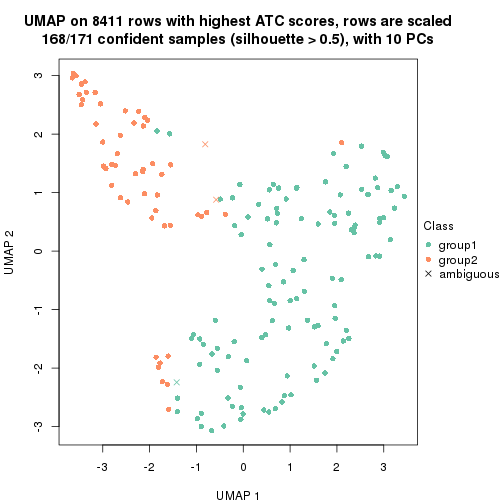 UMAP on 8411 rows with highest ATC scores, rows are scaled
168/171 confident samples (silhouette > 0.5), with 10 PCs
3
2
1
0
-1
-2
-3
UMAP 2
-3
-2
-1
0
1
2
3
UMAP 1
Class
group1
group2
ambiguous